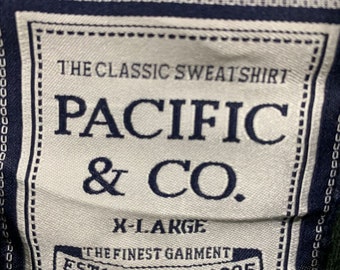 THE CLASSIC SWEATSHIRT
PACIFIC
& CO.
X-LARGE
THE FINEST GARMENT